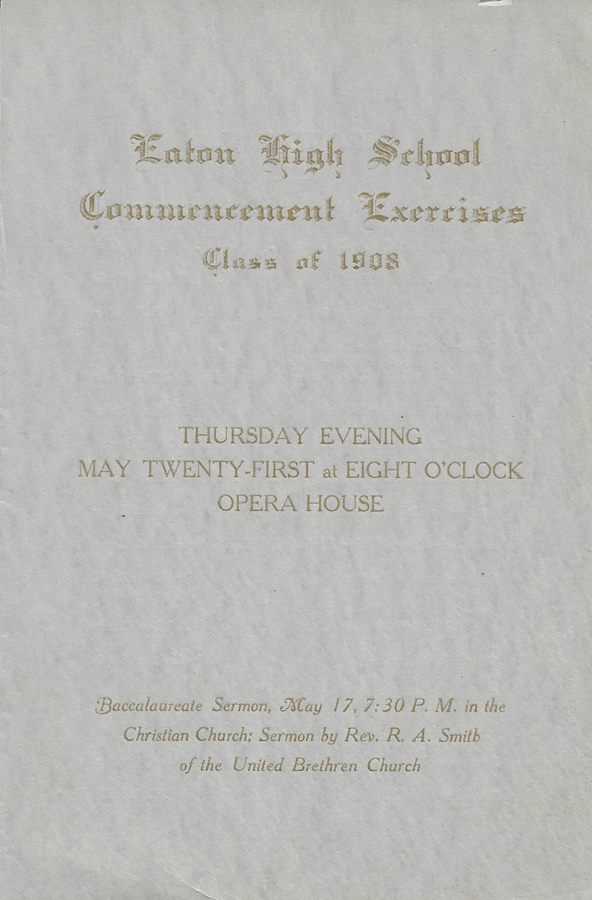 Eaton High School
Commencement Exercises
Class of 1908
THURSDAY EVENING
MAY TWENTY-FIRST at EIGHT O'CLOCK
OPERA HOUSE
Baccalaureate Sermon, May 17, 7:30 P. M. in the
Christian Church; Sermon by Rev. R. A. Smith
of the United Brethren Church